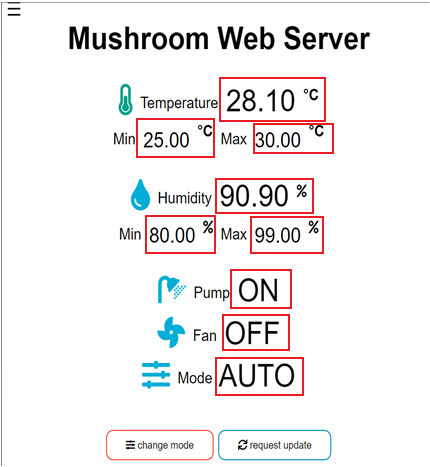 Mushroom Web Server
Temperature 28.10 °C
Min 25.00 °C Max 30.00 °C
Humidity 90.90 %
Min 80.00 % Max 99.00 %
Pump ON
Fan OFF
Mode AUTO
change mode request update